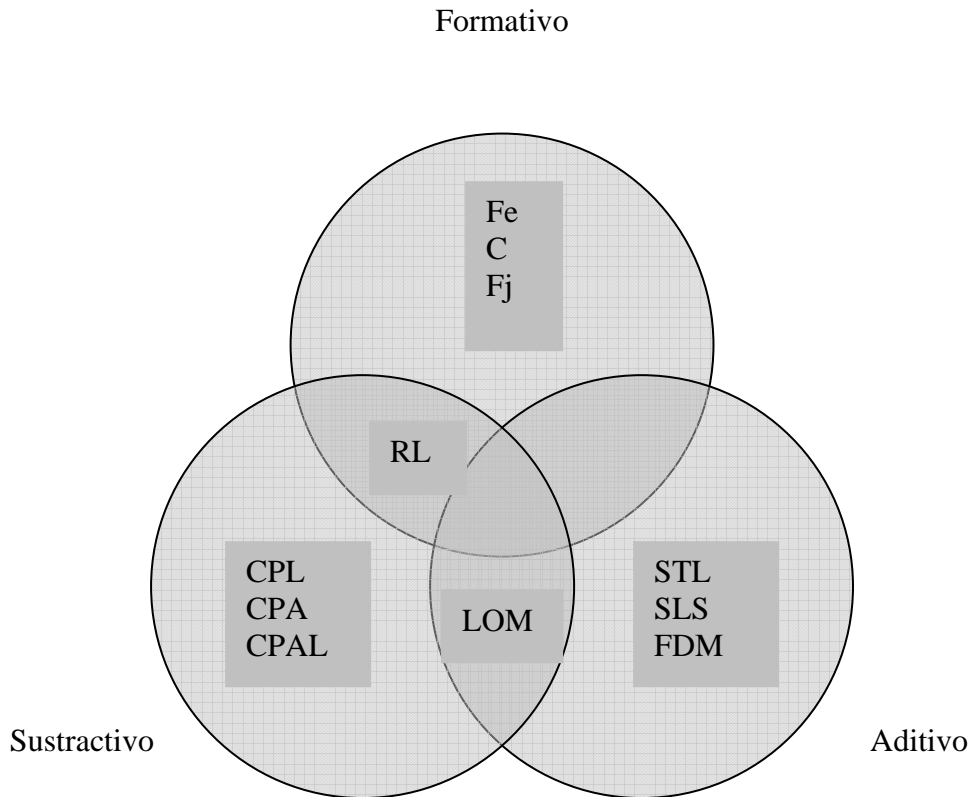 Formativo
Fe
C
Fj
RL
CPL
CPA
CPAL
LOM
STL
SLS
FDM
Sustractivo
Aditivo